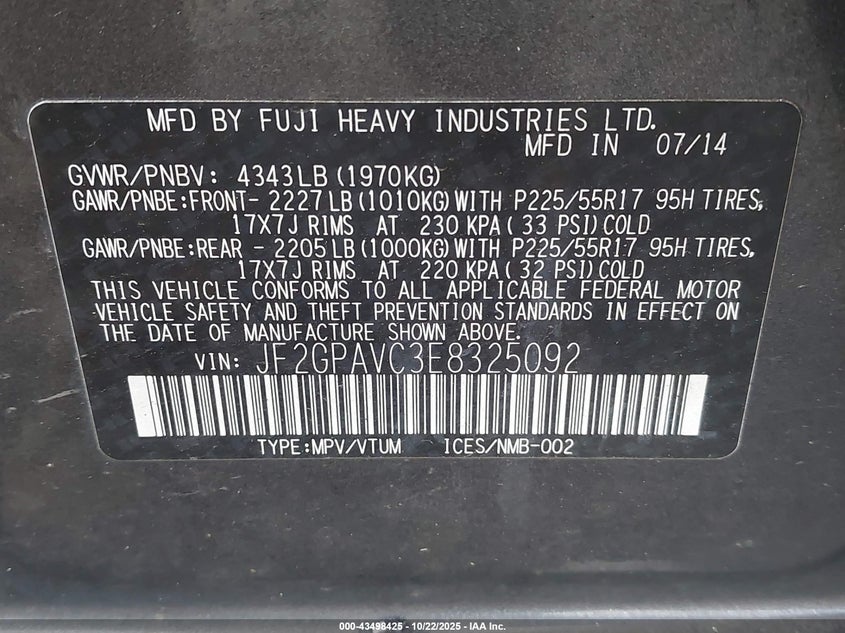 MFD BY FUJI HEAVY INDUSTRIES LTD.
MFD IN 07/14
GVWR/PNBV: 4343LB (1970KG)
GAWR/PNBE:FRONT- 2227 LB (1010KG) WITH P225/55R17 95H TIRES,
17X7J RIMS AT 230 KPA ( 33 PSI) COLD
GAWR/PNBE:REAR - 2205 LB (1000KG) WITH P225/55R17 95H TIRES,
17X7J RIMS AT 220 KPA ( 32 PSI) COLD
THIS VEHICLE CONFORMS TO ALL APPLICABLE FEDERAL MOTOR
VEHICLE SAFETY AND THEFT PREVENTION STANDARDS IN EFFECT ON
THE DATE OF MANUFACTURE SHOWN ABOVE.
VIN: JF2GPAVC3E8325092
TYPE:MPV/VTUM ICES/NMB-002
000-43498425 - 10/22/2025 - IAA Inc.